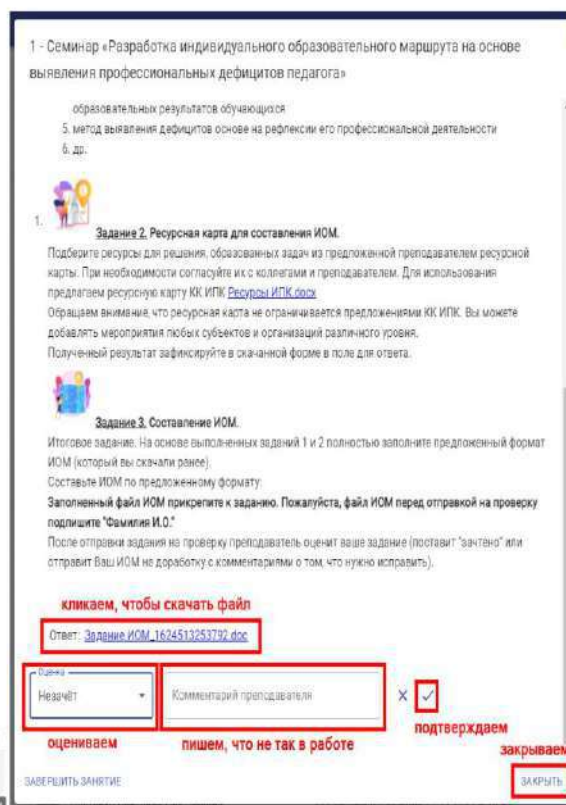 1 - Семинар «Разработка индивидуального образовательного маршрута на основе
выявления профессиональных дефицитов педагога»
образовательных результатов обучающихся
5. метод выявления дефицитов основе на рефлексии его профессиональной деятельности
6. др.
1.
Задание 2. Ресурсная карта для составления ИОМ.
Подберите ресурсы для решения, образованных задач из предложенной преподавателем ресурсной
карты. При необходимости согласуйте их с коллегами и преподавателем. Для использования
предлагаем ресурсную карту КК ИПК Ресурсы ИПК.docx
Обращаем внимание, что ресурсная карта не ограничивается предложениями КК ИПК. Вы можете
добавлять мероприятия любых субъектов и организаций различного уровня.
Полученный результат зафиксируйте в скачанной форме в поле для ответа.
Задание 3. Составление ИОМ.
Итоговое задание. На основе выполненных заданий 1 и 2 полностью заполните предложенный формат
ИОМ (который вы скачали ранее).
Составьте ИОМ по предложенному формату.
Заполненный файл ИОМ прикрепите к заданию. Пожалуйста, файл ИОМ перед отправкой на проверку
подпишите "Фамилия И.О."
После отправки задания на проверку преподаватель оценит ваше задание (поставит "зачтено" или
отправит Ваш ИОМ на доработку с комментариями о том, что нужно исправить).
кликаем, чтобы скачать файл
Ответ: Задание ИОМ_1624513253792.doc
Оценка
Незачёт
Комментарий преподавателя
подтверждаем
оцениваем
пишем, что не так в работе
закрываем
ЗАВЕРШИТЬ ЗАНЯТИЕ
ЗАКРЫТЬ